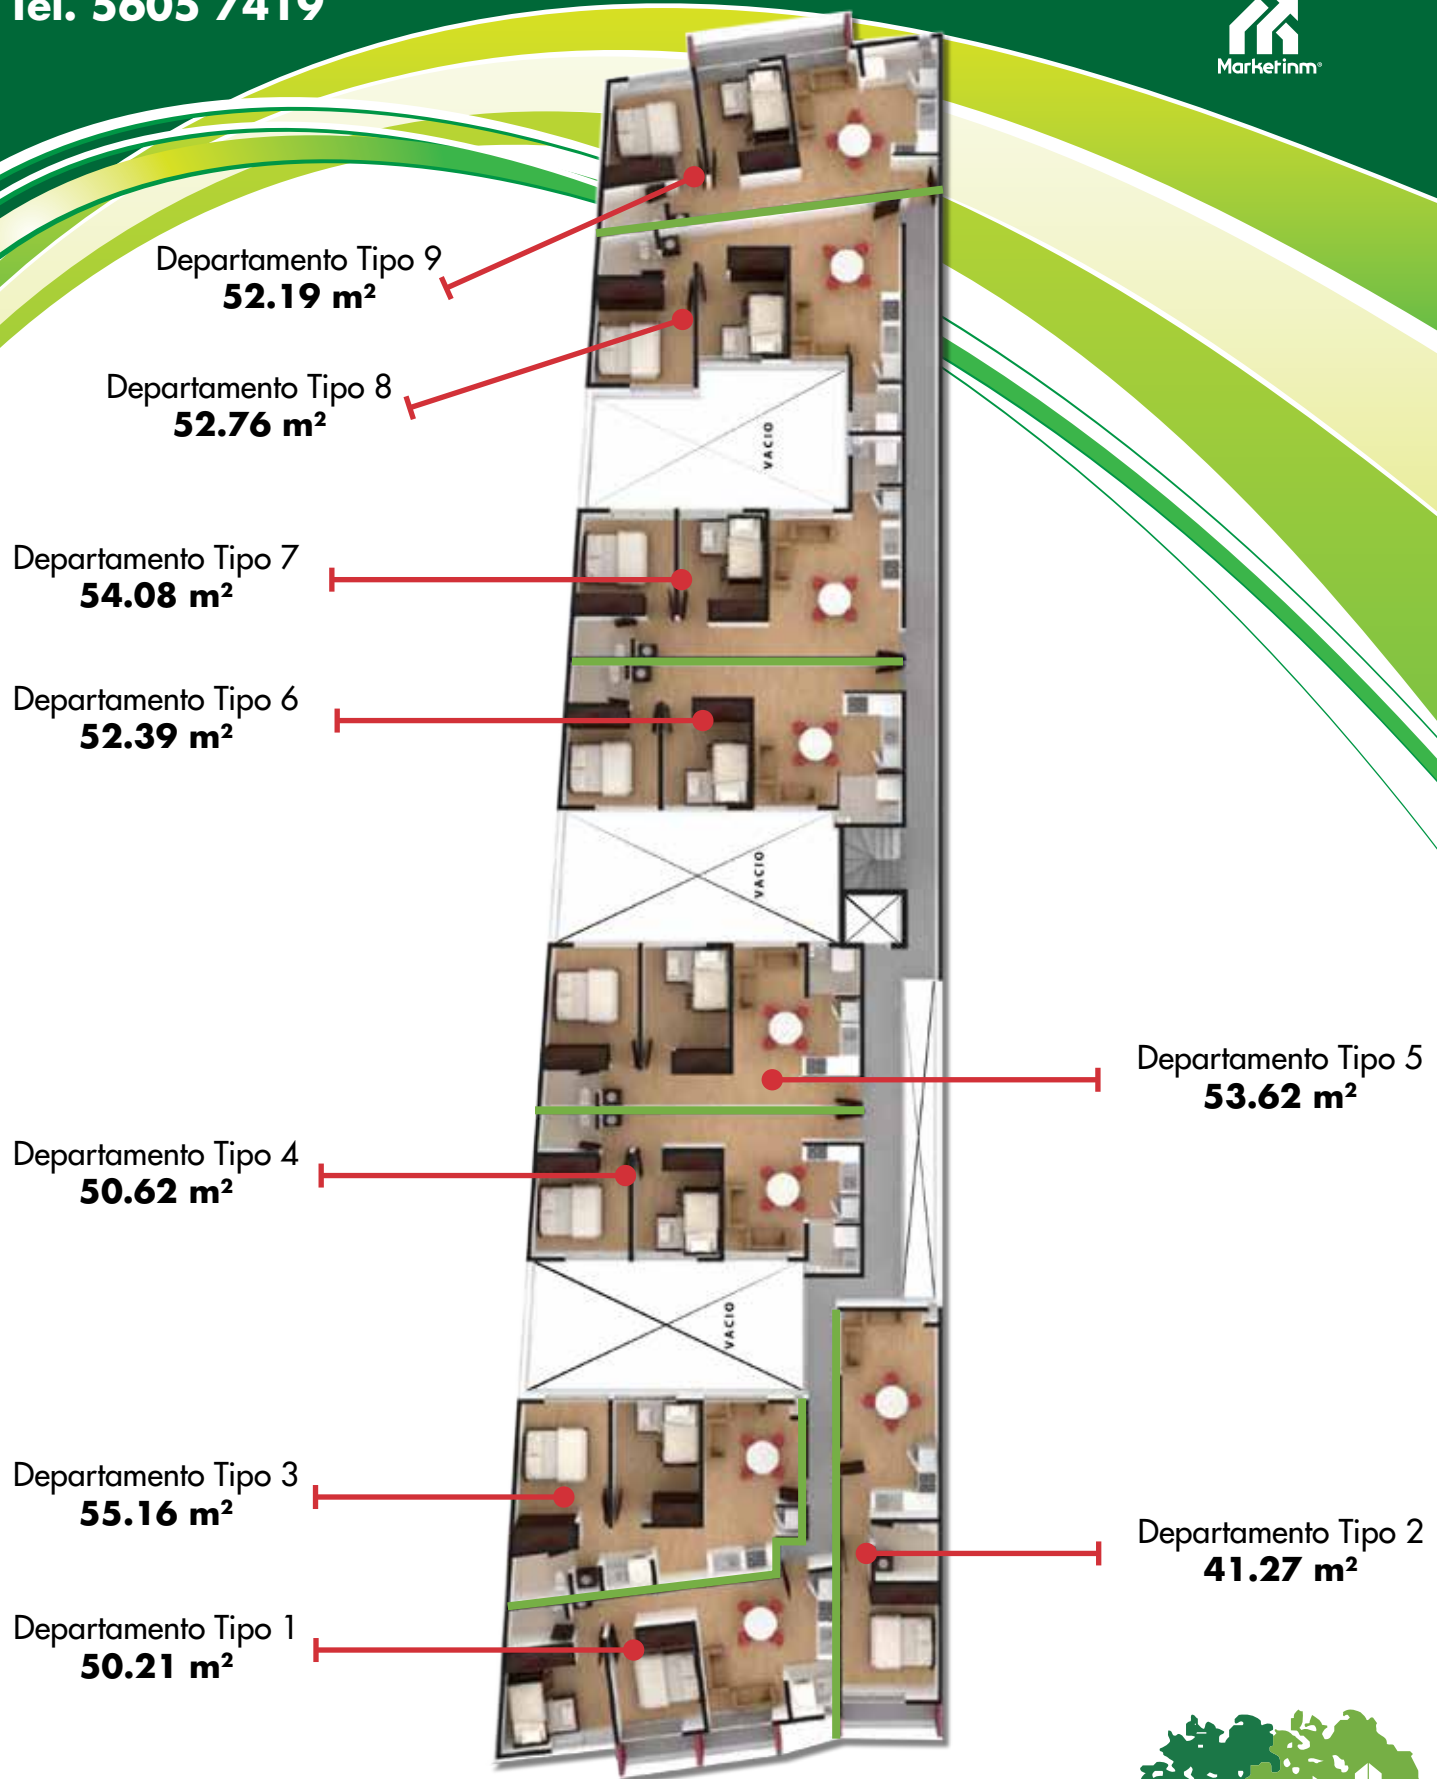 Tel. 5605 7419
Marketinm®
Departamento Tipo 9
52.19 m²
Departamento Tipo 8
52.76 m²
VACIO
Departamento Tipo 7
54.08 m²
Departamento Tipo 6
52.39 m²
VACIO
Departamento Tipo 5
53.62 m²
Departamento Tipo 4
50.62 m²
VACIO
Departamento Tipo 3
55.16 m²
Departamento Tipo 2
41.27 m²
Departamento Tipo 1
50.21 m²